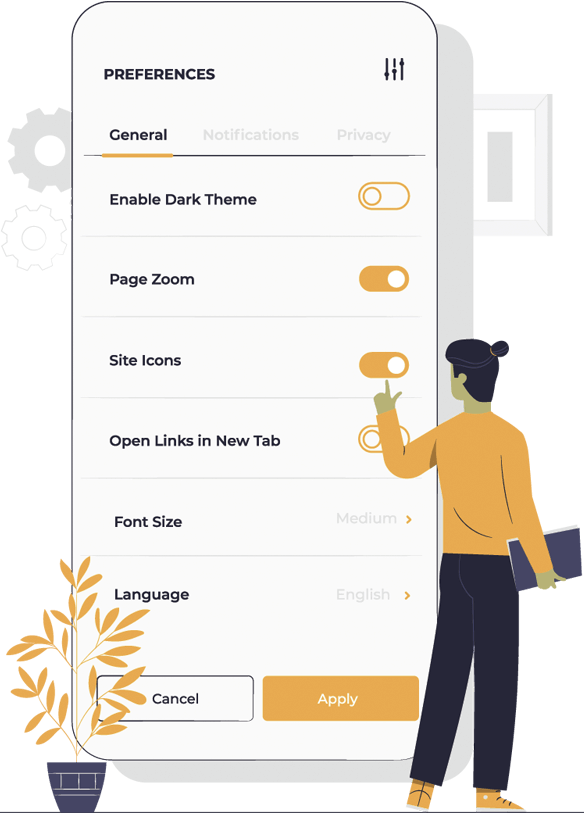 PREFERENCES
General Notifications Privacy
Enable Dark Theme
Page Zoom
Site Icons
Open Links in New Tab
Font Size Medium
Language English
Cancel Apply